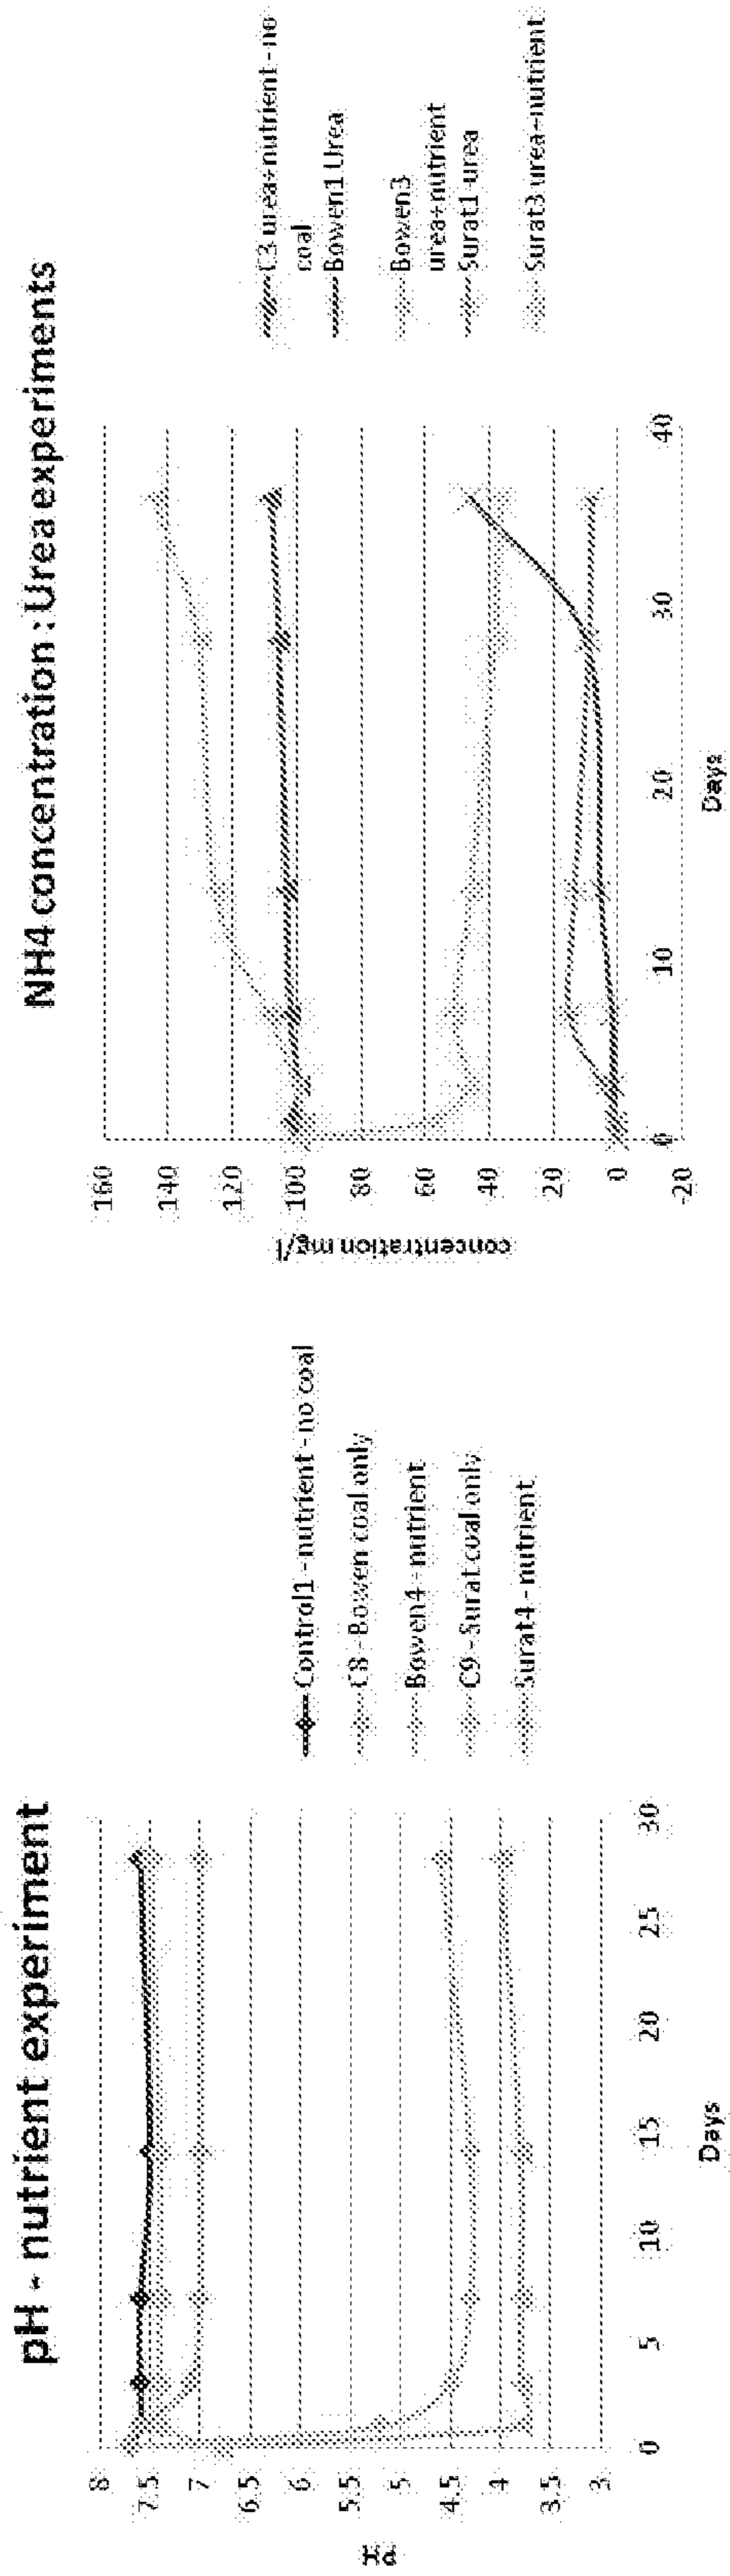 pH - nutrient experiment
8
7.5
7
6.5
6
5.5
5
4.5
4
3.5
3
0
5
10
15
20
25
30
Days
Control1 - nutrient - no coal
C8 - Bowen coal only
Bowen4 - nutrient
C9 - Surat coal only
Surat4 - nutrient
NH4 concentration : Urea experiments
concentration mg/l
160
140
120
100
80
60
40
20
0
-20
0
10
20
30
40
Days
C3 urea+nutrient - no
coal
Bowen1 Urea
Bowen3
urea+nutrient
Surat1 urea
Surat3 urea+nutrient